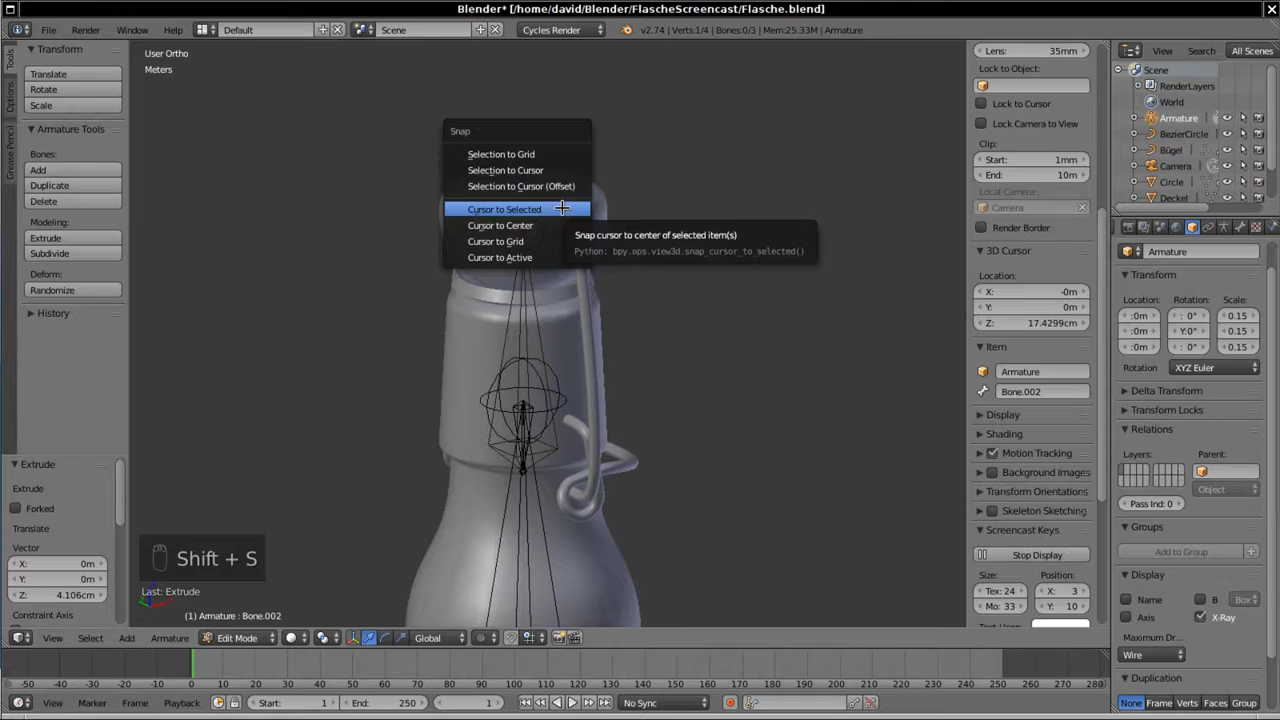 Blender* [/home/david/Blender/FlascheScreencast/Flasche.blend]
File Render Window Help Default Scene Cycles Render v2.74 | Verts:1/4 | Bones:0/3 | Mem:25.33M | Armature
Tools
Options
Grease Pencil
Transform
Translate
Rotate
Scale
Armature Tools
Bones:
Add
Duplicate
Delete
Modeling:
Extrude
Subdivide
Deform:
Randomize
History
Extrude
Extrude
Forked
Translate
Vector
X: 0m
Y: 0m
Z: 4.106cm
Constraint Axis
User Ortho
Meters
Snap
Selection to Grid
Selection to Cursor
Selection to Cursor (Offset)
Cursor to Selected
Cursor to Center
Cursor to Grid
Cursor to Active
Snap cursor to center of selected item(s)
Python: bpy.ops.view3d.snap_cursor_to_selected()
Shift + S
Last: Extrude
(1) Armature : Bone.002
Lens: 35mm
Lock to Object:
Lock to Cursor
Lock Camera to View
Clip:
Start: 1mm
End: 10m
Local Camera:
Camera
Render Border
3D Cursor
Location:
X: -0m
Y: 0m
Z: 17.4299cm
Item
Armature
Bone.002
Display
Shading
Motion Tracking
Background Images
Transform Orientations
Skeleton Sketching
Screencast Keys
Stop Display
Size: Position:
Tex: 24 X: 3
Mo: 33 Y: 10
View Search All Scenes
Scene
RenderLayers
World
Armature
BezierCircle
Bügel
Camera
Circle
Deckel
Armature
Transform
Location: Rotation: Scale:
:0m : 0° 0.15
:0m Y:0° 0.15
:0m : 0° 0.15
Rotation XYZ Euler
Delta Transform
Transform Locks
Relations
Layers: Parent:
Object
Pass Ind: 0
Groups
Add to Group
Display
Name B Box
Axis X-Ray
Maximum Dr...
Wire
Duplication
None Frame Verts Faces Group
View Select Add Armature Edit Mode Global
-50 -40 -30 -20 -10 0 10 20 30 40 50 60 70 80 90 100 110 120 130 140 150 160 170 180 190 200 210 220 230 240 250 260 270 280
View Marker Frame Playback Start: 1 End: 250 1 No Sync